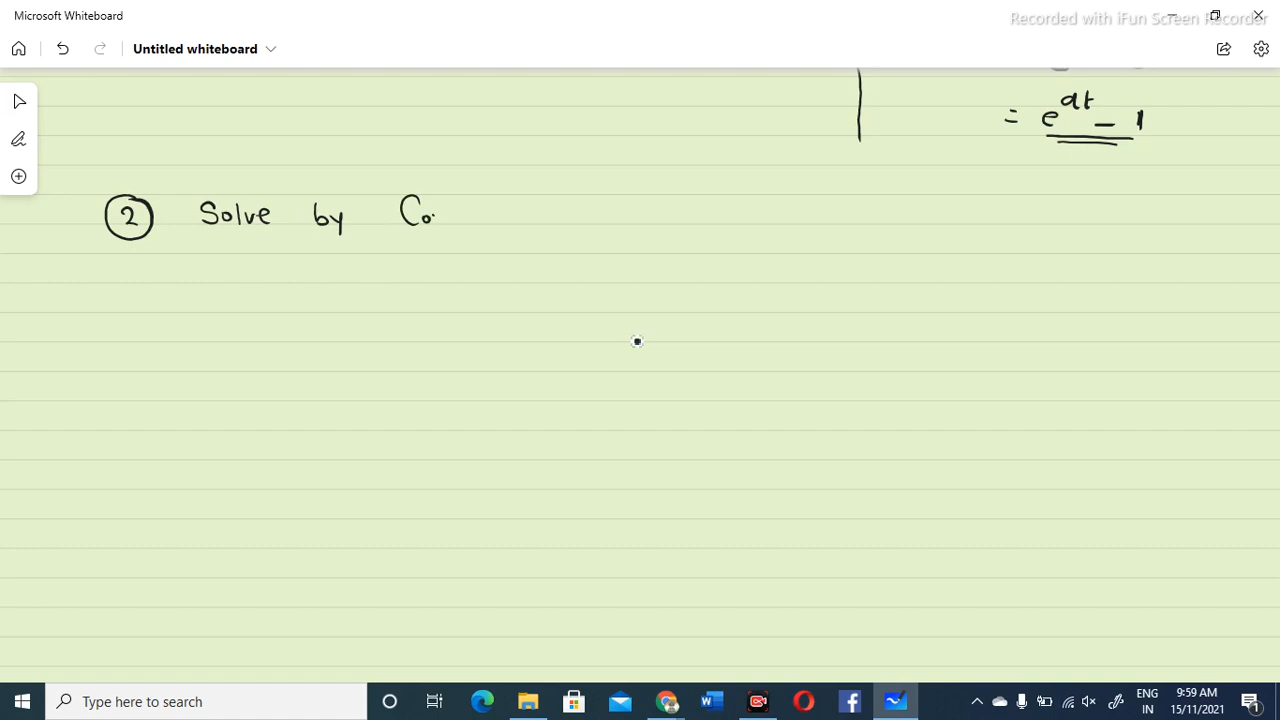 Microsoft Whiteboard
Recorded with iFun Screen Recorder
Untitled whiteboard
= e^at - 1
2 Solve by Co
Type here to search
ENG
IN
9:59 AM
15/11/2021
1